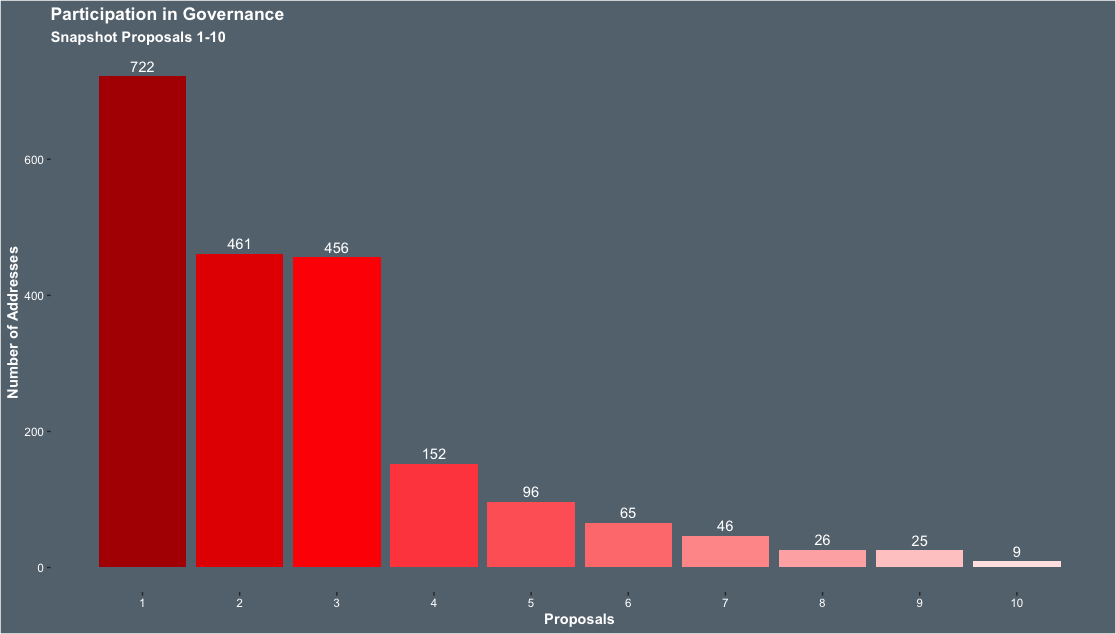 Participation in Governance
Snapshot Proposals 1-10
Number of Addresses
600
400
200
0
722
461
456
152
96
65
46
26
25
9
1 2 3 4 5 6 7 8 9 10
Proposals